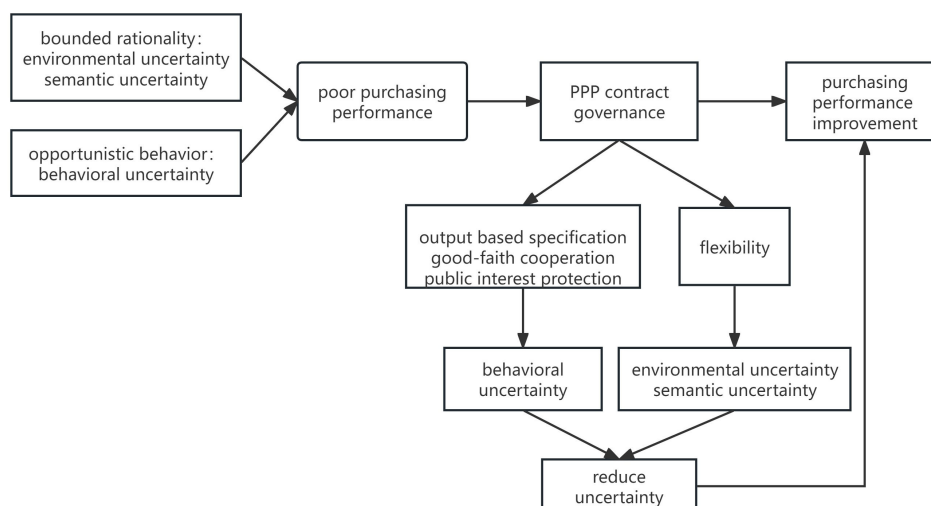 bounded rationality:
environmental uncertainty
semantic uncertainty
opportunistic behavior:
behavioral uncertainty
poor purchasing
performance
PPP contract
governance
purchasing
performance
improvement
output based specification
good-faith cooperation
public interest protection
flexibility
behavioral
uncertainty
environmental uncertainty
semantic uncertainty
reduce
uncertainty